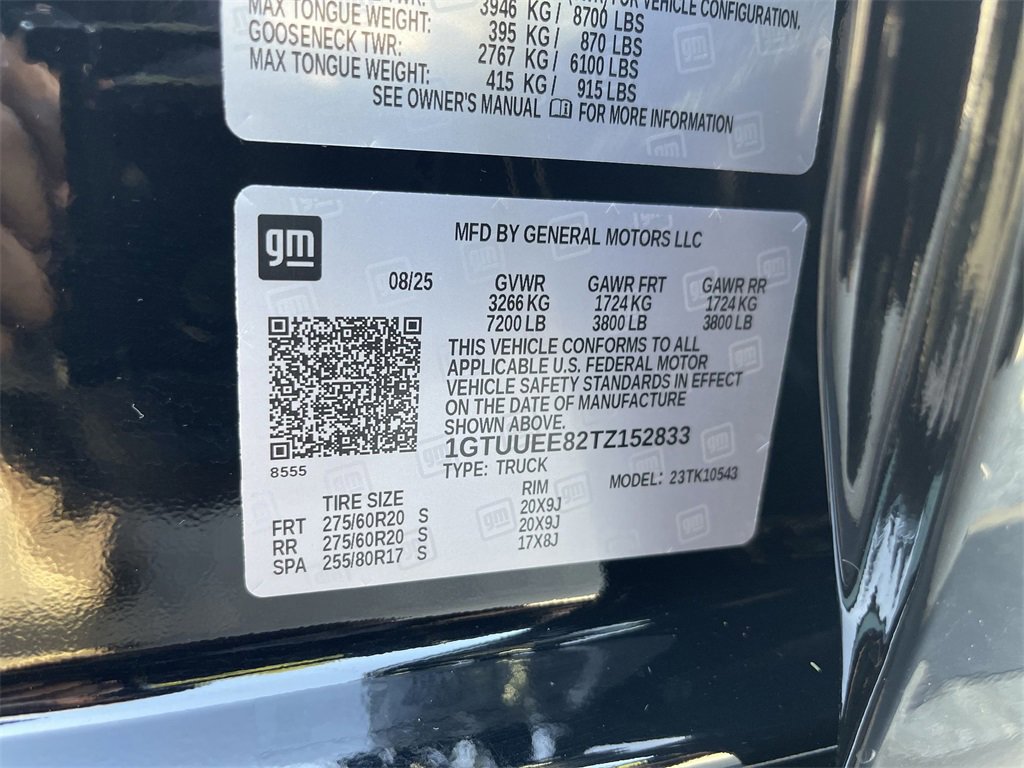 FOR VEHICLE CONFIGURATION.
MAX TONGUE WEIGHT: 3946 KG/ 8700 LBS
GOOSENECK TWR: 395 KG/ 870 LBS
MAX TONGUE WEIGHT: 2767 KG/ 6100 LBS
415 KG/ 915 LBS
SEE OWNER'S MANUAL FOR MORE INFORMATION
gm
MFD BY GENERAL MOTORS LLC
08/25 GVWR GAWR FRT GAWR RR
3266 KG 1724 KG 1724 KG
7200 LB 3800 LB 3800 LB
THIS VEHICLE CONFORMS TO ALL
APPLICABLE U.S. FEDERAL MOTOR
VEHICLE SAFETY STANDARDS IN EFFECT
ON THE DATE OF MANUFACTURE
SHOWN ABOVE.
1GTUUEE82TZ152833
8555
TYPE: TRUCK MODEL: 23TK10543
TIRE SIZE RIM
FRT 275/60R20 S 20X9J
RR 275/60R20 S 20X9J
SPA 255/80R17 S 17X8J